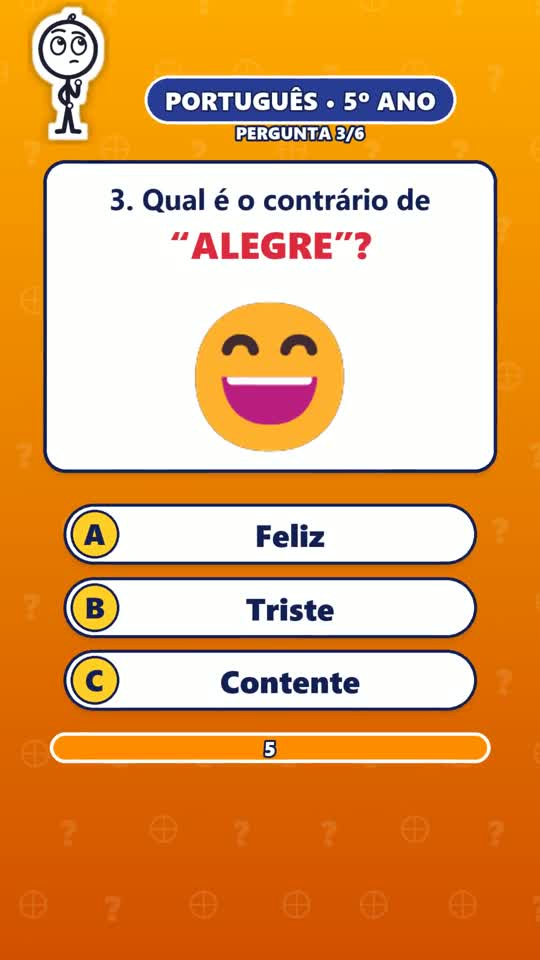 PORTUGUÊS • 5º ANO
PERGUNTA 3/6
3. Qual é o contrário de
“ALEGRE”?
A Feliz
B Triste
C Contente
5